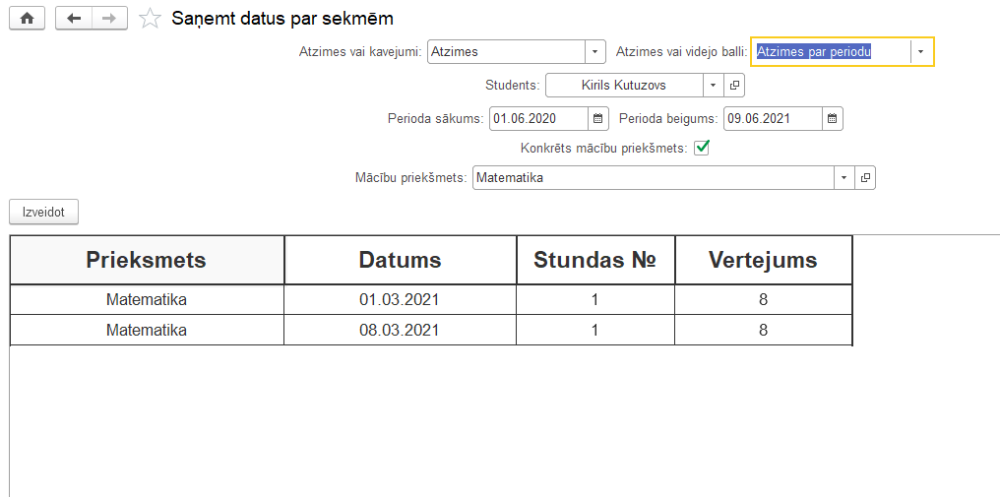 Saņemt datus par sekmēm
Atzimes vai kavejumi: Atzimes Atzimes vai videjo balli: Atzimes par periodu
Students: Kirils Kutuzovs
Perioda sākums: 01.06.2020 Perioda beigums: 09.06.2021
Konkrēts mācību priekšmets:
Mācību priekšmets: Matematika
Izveidot
Prieksmets Datums Stundas № Vertejums
Matematika 01.03.2021 1 8
Matematika 08.03.2021 1 8